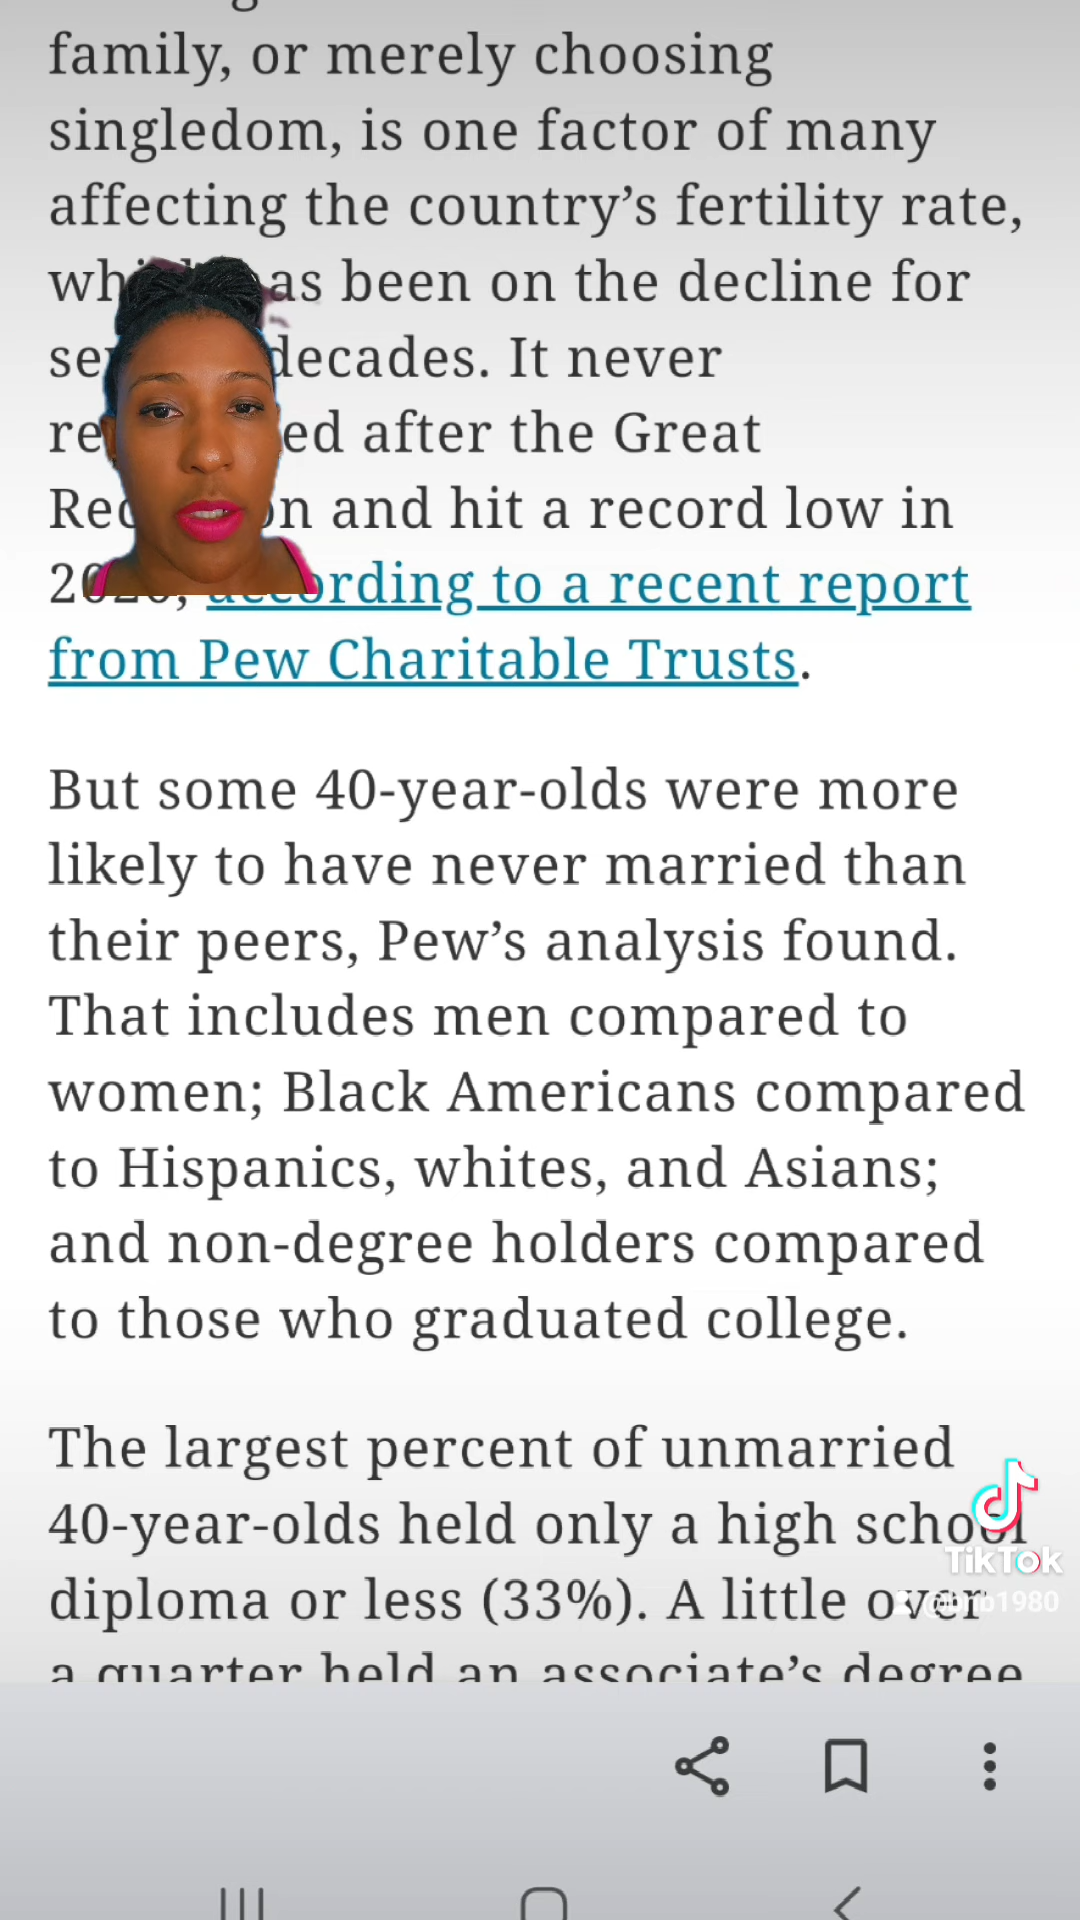 family, or merely choosing
singledom, is one factor of many
affecting the country's fertility rate,
been on the decline for
decades. It never
after the Great
and hit a record low in
to a recent report
from Pew Charitable Trusts.
But some 40-year-olds were more
likely to have never married than
their peers, Pew's analysis found.
That includes men compared to
women; Black Americans compared
to Hispanics, whites, and Asians;
and non-degree holders compared
to those who graduated college.
The largest percent of unmarried
40-year-olds held only a high school
diploma or less (33%). A little over
a quarter held an associate's degree
TikTok